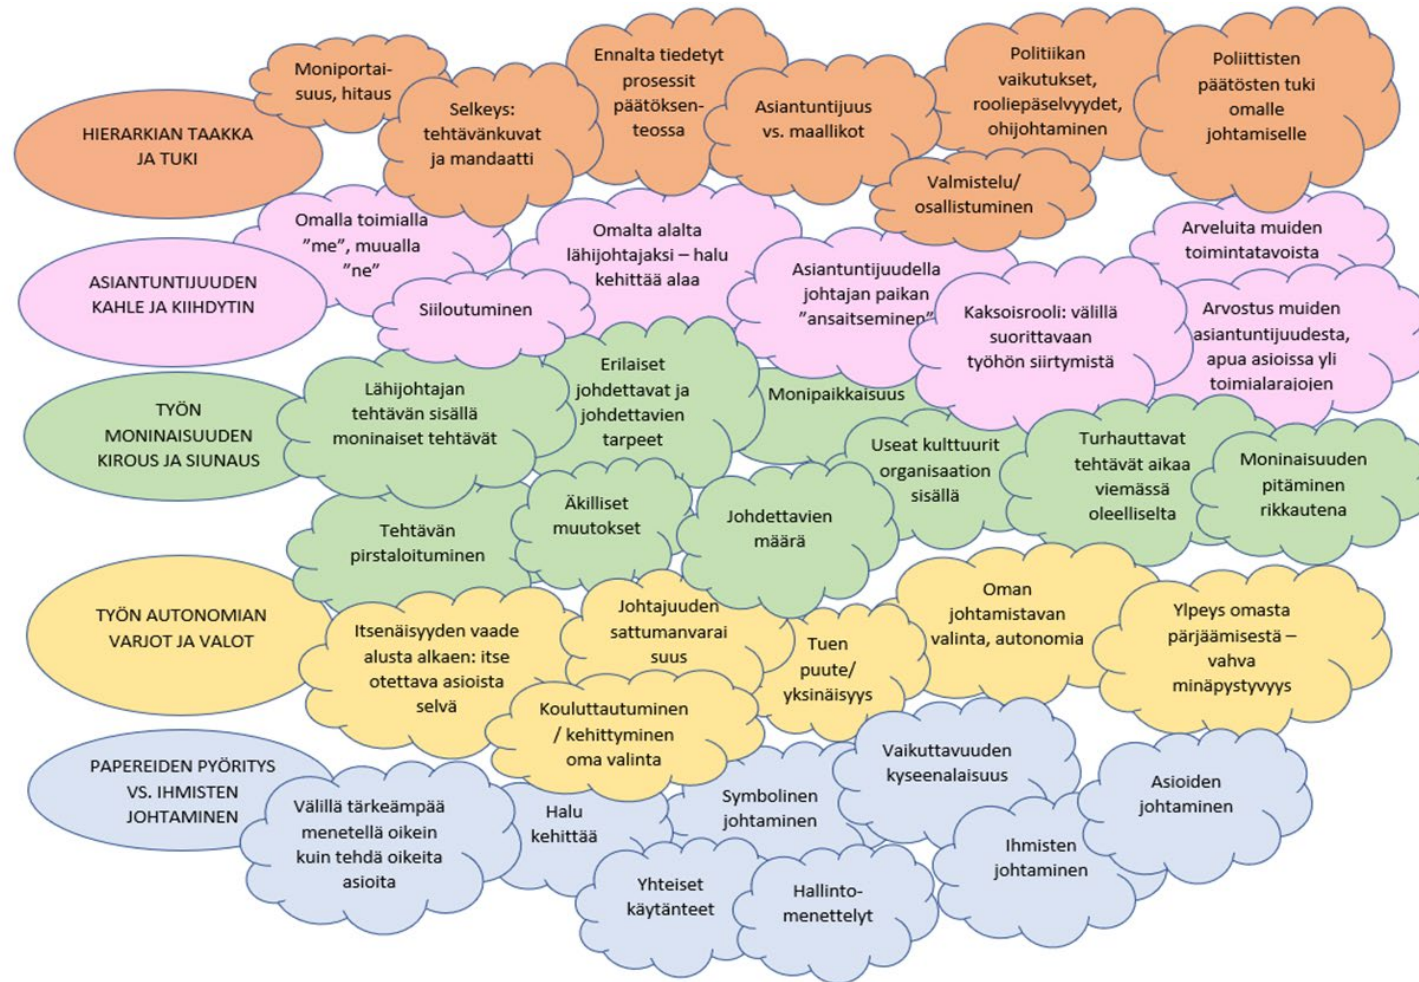 HIERARKIAN TAAKKA
JA TUKI
Moniportai-
suus, hitaus
Selkeys:
tehtävänkuvat
ja mandaatti
Ennalta tiedetyt
prosessit
päätöksen-
teossa
Asiantuntijuus
vs. maallikot
Politiikan
vaikutukset,
rooliepäselvyydet,
ohijohtaminen
Valmistelu/
osallistuminen
Poliittisten
päätösten tuki
omalle
johtamiselle
ASIANTUNTIJUUDEN
KAHLE JA KIIHDYTIN
Omalla toimialla
”me”, muualla
”ne”
Siiloutuminen
Omalta alalta
lähijohtajaksi – halu
kehittää alaa
Asiantuntijuudella
johtajan paikan
”ansaitseminen”
Kaksoisrooli: välillä
suorittavaan
työhön siirtymistä
Arveluita muiden
toimintatavoista
Arvostus muiden
asiantuntijuudesta,
apua asioissa yli
toimialarajojen
TYÖN
MONINAISUUDEN
KIROUS JA SIUNAUS
Lähijohtajan
tehtävän sisällä
moninaiset tehtävät
Erilaiset
johdettavat ja
johdettavien
tarpeet
Monipaikkaisuus
Useat kulttuurit
organisaation
sisällä
Turhauttavat
tehtävät aikaa
viemässä
oleelliselta
Moninaisuuden
pitäminen
rikkautena
Tehtävän
pirstaloituminen
Äkilliset
muutokset
Johdettavien
määrä
TYÖN AUTONOMIAN
VARJOT JA VALOT
Itsenäisyyden vaade
alusta alkaen: itse
otettava asioista
selvä
Johtajuuden
sattumanvarai
suus
Kouluttautuminen
/ kehittyminen
oma valinta
Tuen
puute/
yksinäisyys
Oman
johtamistavan
valinta, autonomia
Ylpeys omasta
pärjäämisestä –
vahva
minäpystyvyys
PAPEREIDEN PYÖRITYS
VS. IHMISTEN
JOHTAMINEN
Välillä tärkeämpää
menetellä oikein
kuin tehdä oikeita
asioita
Halu
kehittää
Symbolinen
johtaminen
Vaikuttavuuden
kyseenalaisuus
Yhteiset
käytänteet
Hallinto-
menettelyt
Ihmisten
johtaminen
Asioiden
johtaminen